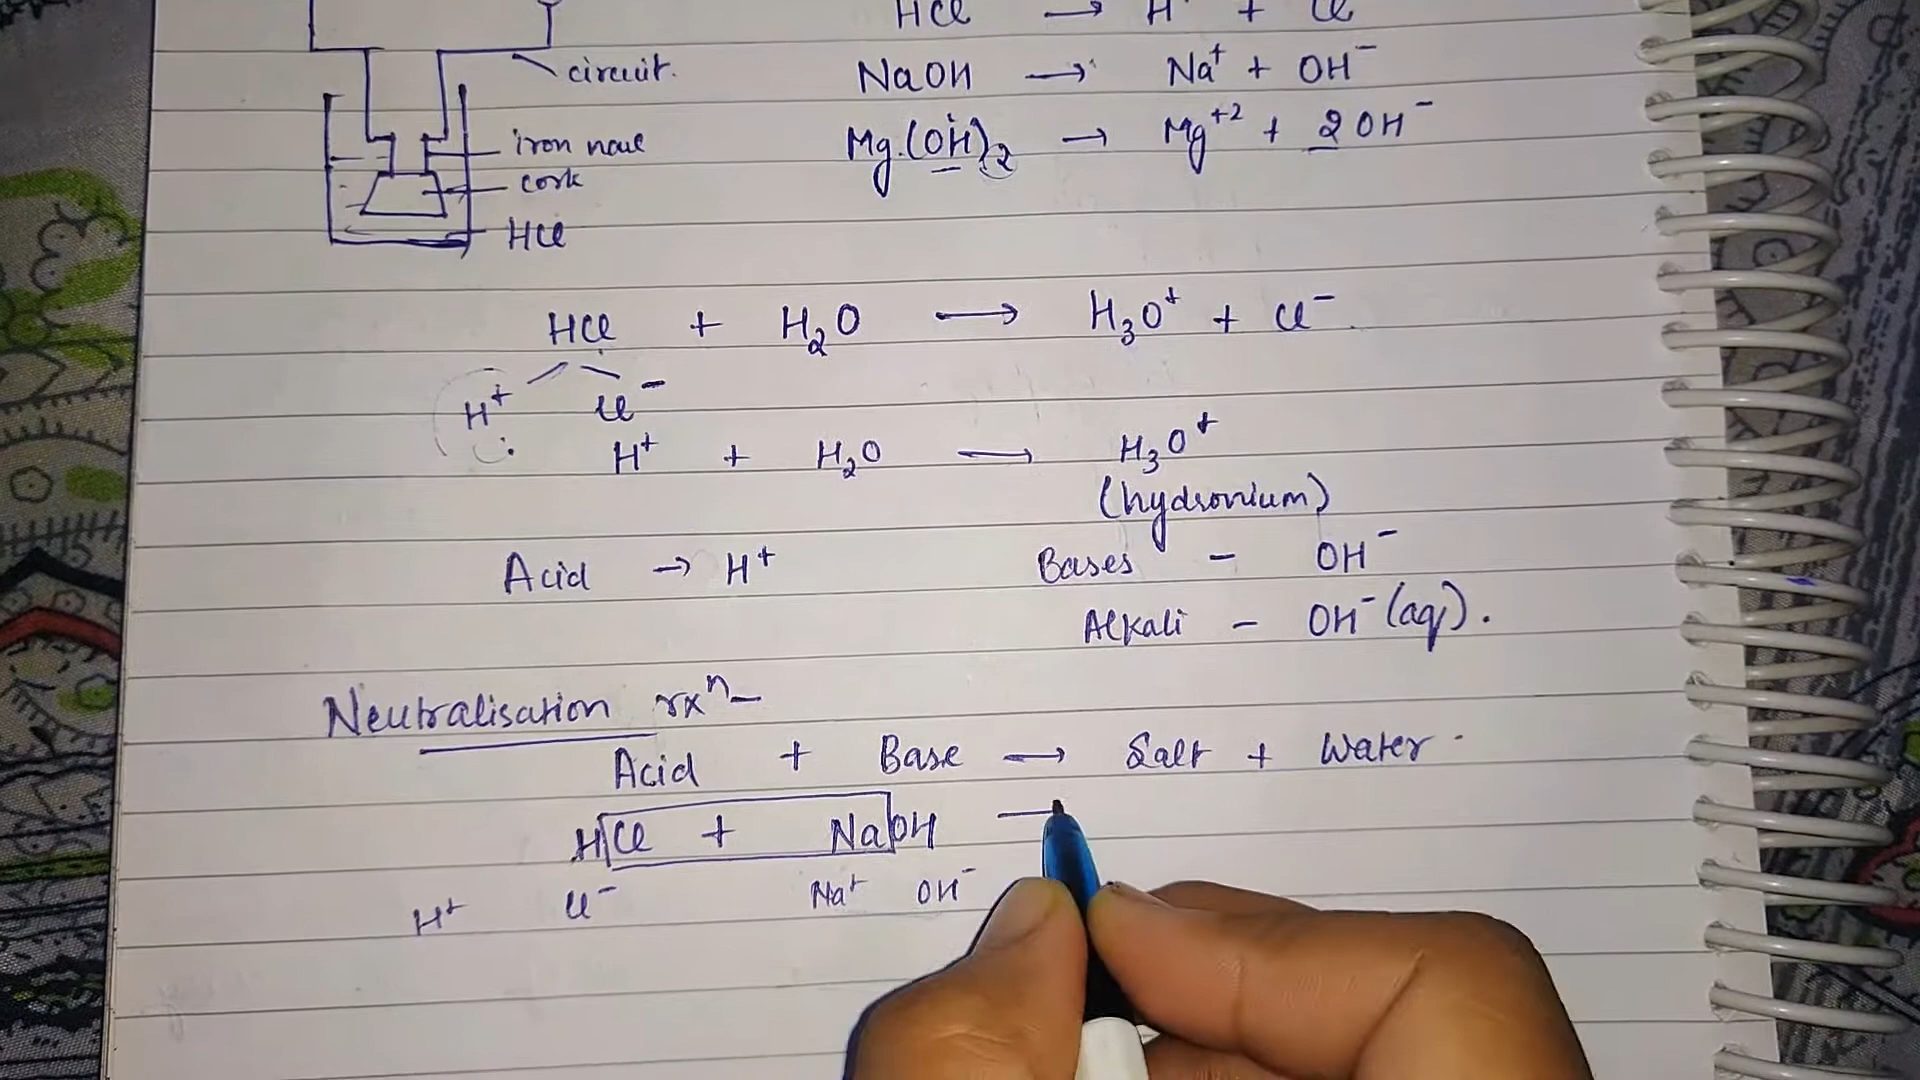 HCl → H + Cl
circuit.
NaOH → Na⁺ + OH⁻
iron nail
Mg(OH)₂ → Mg⁺² + 2OH⁻
cork
HCl
HCl + H₂O → H₃O⁺ + Cl⁻
H⁺ Cl⁻
H⁺ + H₂O → H₃O⁺
(hydronium)
Acid → H⁺ Bases - OH⁻
Alkali - OH⁻(aq).
Neutralisation rxⁿ-
Acid + Base → Salt + Water.
HCl + NaOH —
H⁺ Cl⁻ Na⁺ OH⁻